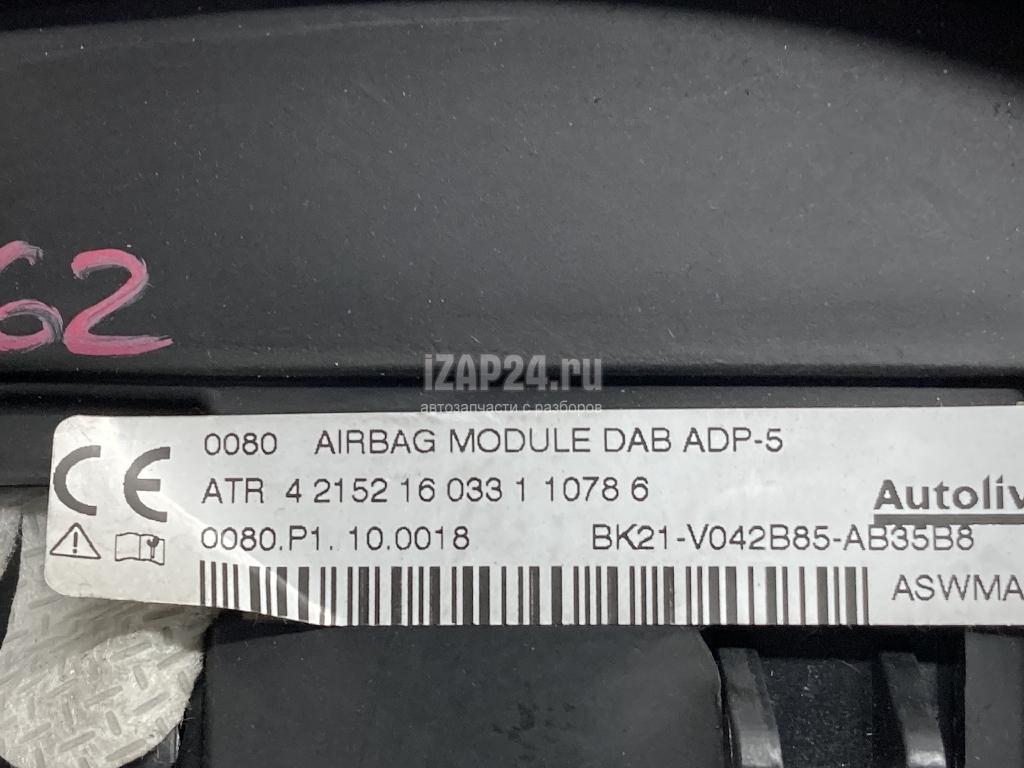 62
iZAP24.ru
автозапчасти с разборов
0080 AIRBAG MODULE DAB ADP-5
ATR 4 2152 16 033 1 1078 6
Autoliv
0080.P1. 10.0018 BK21-V042B85-AB35B8
ASWMA
CE